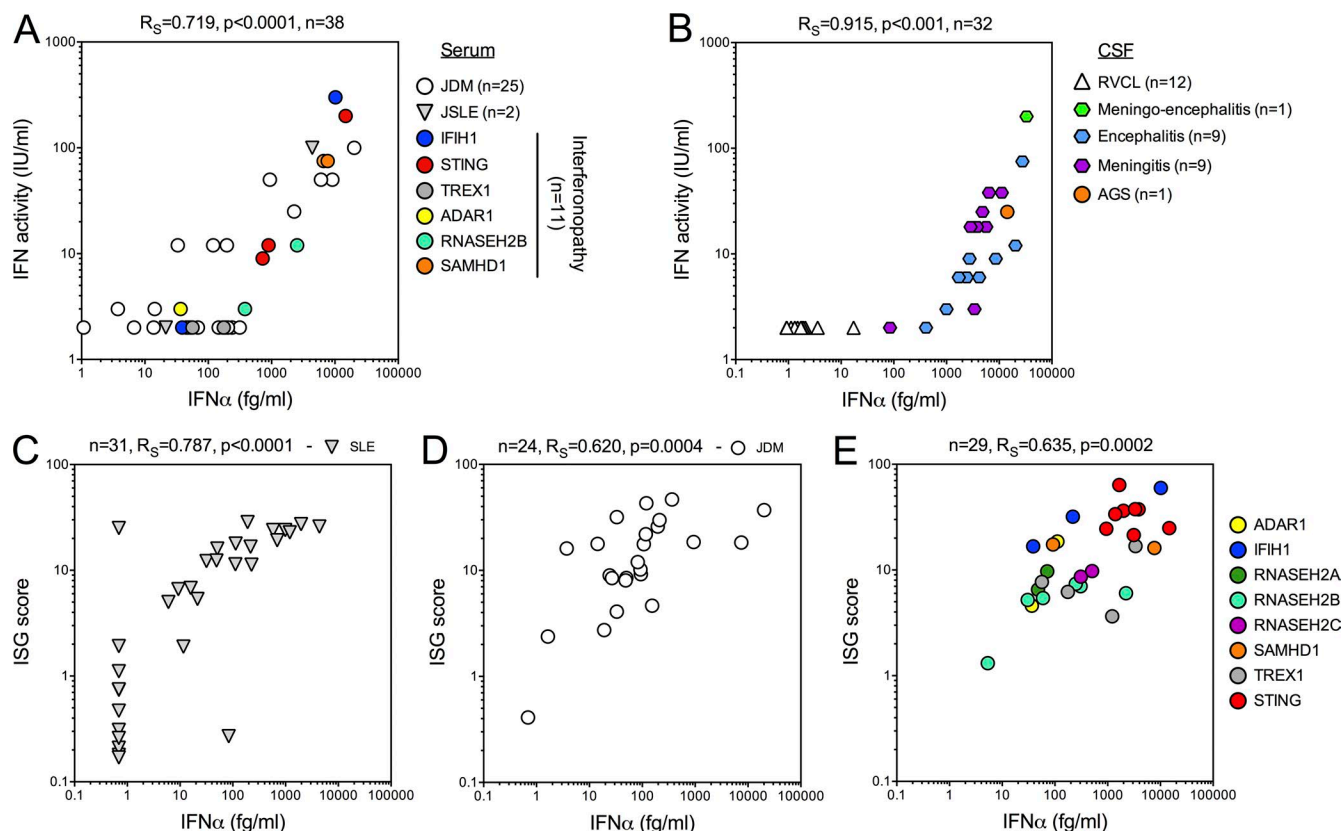 A
R_S=0.719, p<0.0001, n=38
IFN activity (IU/ml)
1000
100
10
1
1 10 100 1000 10000 100000
IFNα (fg/ml)
Serum
JDM (n=25)
JSLE (n=2)
IFIH1
STING
TREX1
ADAR1
RNASEH2B
SAMHD1
Interferonopathy
(n=11)
B
R_S=0.915, p<0.001, n=32
IFN activity (IU/ml)
1000
100
10
1
0.1 1 10 100 1000 10000 100000
IFNα (fg/ml)
CSF
RVCL (n=12)
Meningo-encephalitis (n=1)
Encephalitis (n=9)
Meningitis (n=9)
AGS (n=1)
C
n=31, R_S=0.787, p<0.0001 - SLE
ISG score
100
10
1
0.1
0.1 1 10 100 1000 10000 100000
IFNα (fg/ml)
D
n=24, R_S=0.620, p=0.0004 - JDM
ISG score
100
10
1
0.1
0.1 1 10 100 1000 10000 100000
IFNα (fg/ml)
E
n=29, R_S=0.635, p=0.0002
ISG score
100
10
1
0.1
0.1 1 10 100 1000 10000 100000
IFNα (fg/ml)
ADAR1
IFIH1
RNASEH2A
RNASEH2B
RNASEH2C
SAMHD1
TREX1
STING